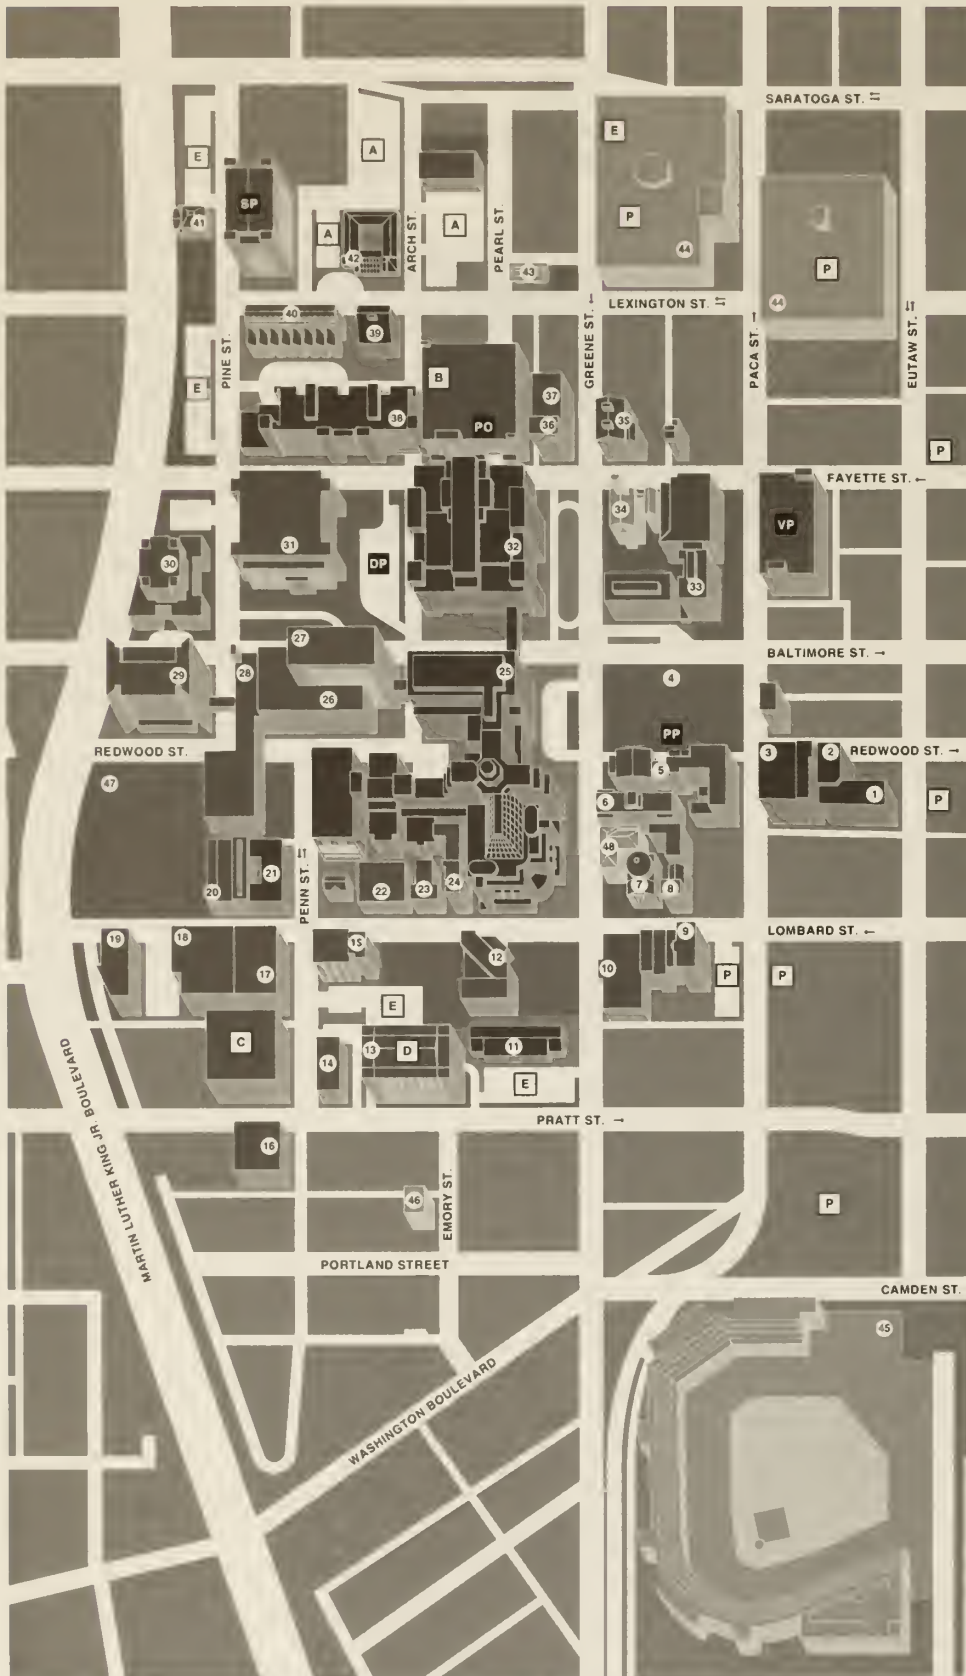 SARATOGA ST. ⇆
E
A
E
SP
41
A
42
ARCH ST.
A
PEARL ST.
P
44
43
P
44
LEXINGTON ST. ⇆
GREENE ST. ←
PACA ST. →
EUTAW ST. ⇆
40
39
PINE ST.
E
B
37
38
PO
36
35
P
FAYETTE ST. ←
34
VP
31
32
30
DP
33
27
BALTIMORE ST. →
29
28
25
4
26
PP
REDWOOD ST.
3
2
REDWOOD ST. →
5
47
1
P
6
48
PENN ST. ⇆
21
20
22
23
24
7
8
LOMBARD ST. ←
19
18
15
9
12
17
10
P
P
E
C
13
D
11
14
E
MARTIN LUTHER KING JR. BOULEVARD
PRATT ST. →
16
46
EMORY ST.
P
PORTLAND STREET
CAMDEN ST.
45
WASHINGTON BOULEVARD